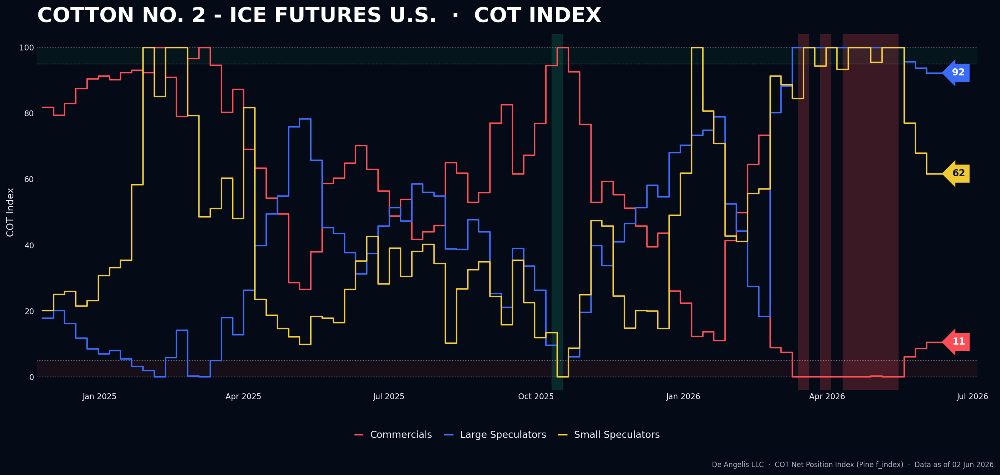 COTTON NO. 2 - ICE FUTURES U.S. · COT INDEX
100
80
60
40
20
0
COT Index
92
62
11
Jan 2025
Apr 2025
Jul 2025
Oct 2025
Jan 2026
Apr 2026
Jul 2026
Commercials
Large Speculators
Small Speculators
De Angelis LLC · COT Net Position Index (Pine f_index) · Data as of 02 Jun 2026